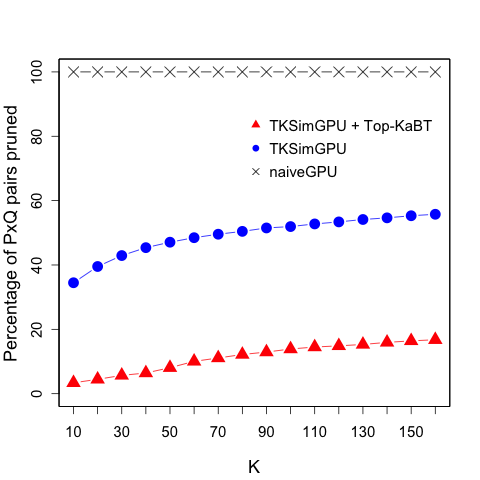 Percentage of PxQ pairs pruned
100
80
60
40
20
0
TKSimGPU + Top-KaBT
TKSimGPU
naiveGPU
10 30 50 70 90 110 130 150
K